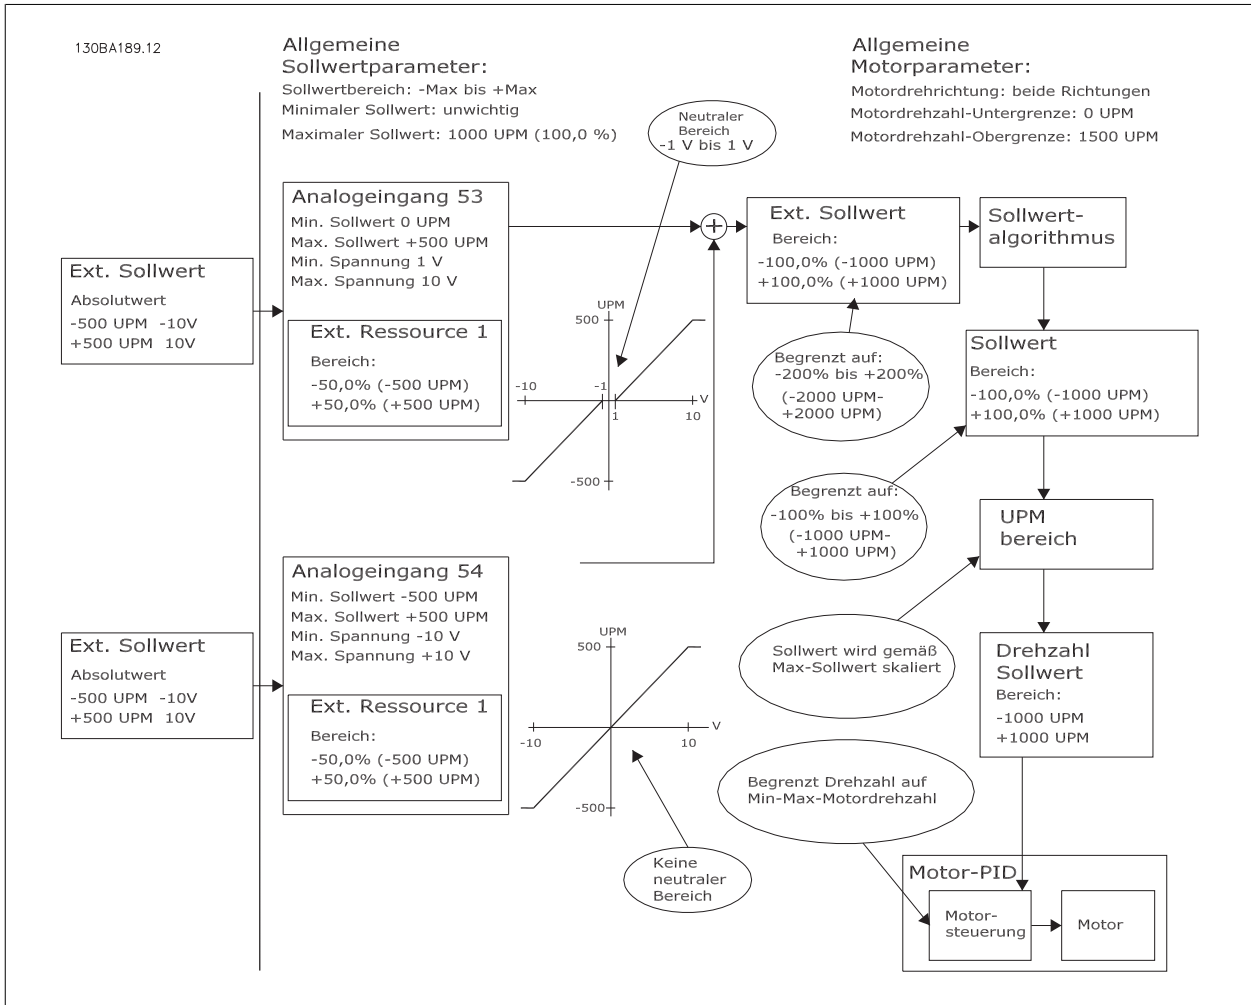 130BA189.12
Allgemeine
Sollwertparameter:
Sollwertbereich: -Max bis +Max
Minimaler Sollwert: unwichtig
Maximaler Sollwert: 1000 UPM (100,0 %)
Allgemeine
Motorparameter:
Motordrehrichtung: beide Richtungen
Motordrehzahl-Untergrenze: 0 UPM
Motordrehzahl-Obergrenze: 1500 UPM
Neutraler
Bereich
-1 V bis 1 V
Ext. Sollwert
Absolutwert
-500 UPM -10V
+500 UPM 10V
Analogeingang 53
Min. Sollwert 0 UPM
Max. Sollwert +500 UPM
Min. Spannung 1 V
Max. Spannung 10 V
Ext. Ressource 1
Bereich:
-50,0% (-500 UPM)
+50,0% (+500 UPM)
UPM
500
-10
-1
V
1
10
-500
+
Ext. Sollwert
Bereich:
-100,0% (-1000 UPM)
+100,0% (+1000 UPM)
Sollwert-
algorithmus
Begrenzt auf:
-200% bis +200%
(-2000 UPM-
+2000 UPM)
Sollwert
Bereich:
-100,0% (-1000 UPM)
+100,0% (+1000 UPM)
Begrenzt auf:
-100% bis +100%
(-1000 UPM-
+1000 UPM)
UPM
bereich
Ext. Sollwert
Absolutwert
-500 UPM -10V
+500 UPM 10V
Analogeingang 54
Min. Sollwert -500 UPM
Max. Sollwert +500 UPM
Min. Spannung -10 V
Max. Spannung +10 V
Ext. Ressource 1
Bereich:
-50,0% (-500 UPM)
+50,0% (+500 UPM)
UPM
500
V
-10
10
-500
Keine
neutraler
Bereich
Sollwert wird gemäß
Max-Sollwert skaliert
Drehzahl
Sollwert
Bereich:
-1000 UPM
+1000 UPM
Begrenzt Drehzahl auf
Min-Max-Motordrehzahl
Motor-PID
Motor-
steuerung
Motor